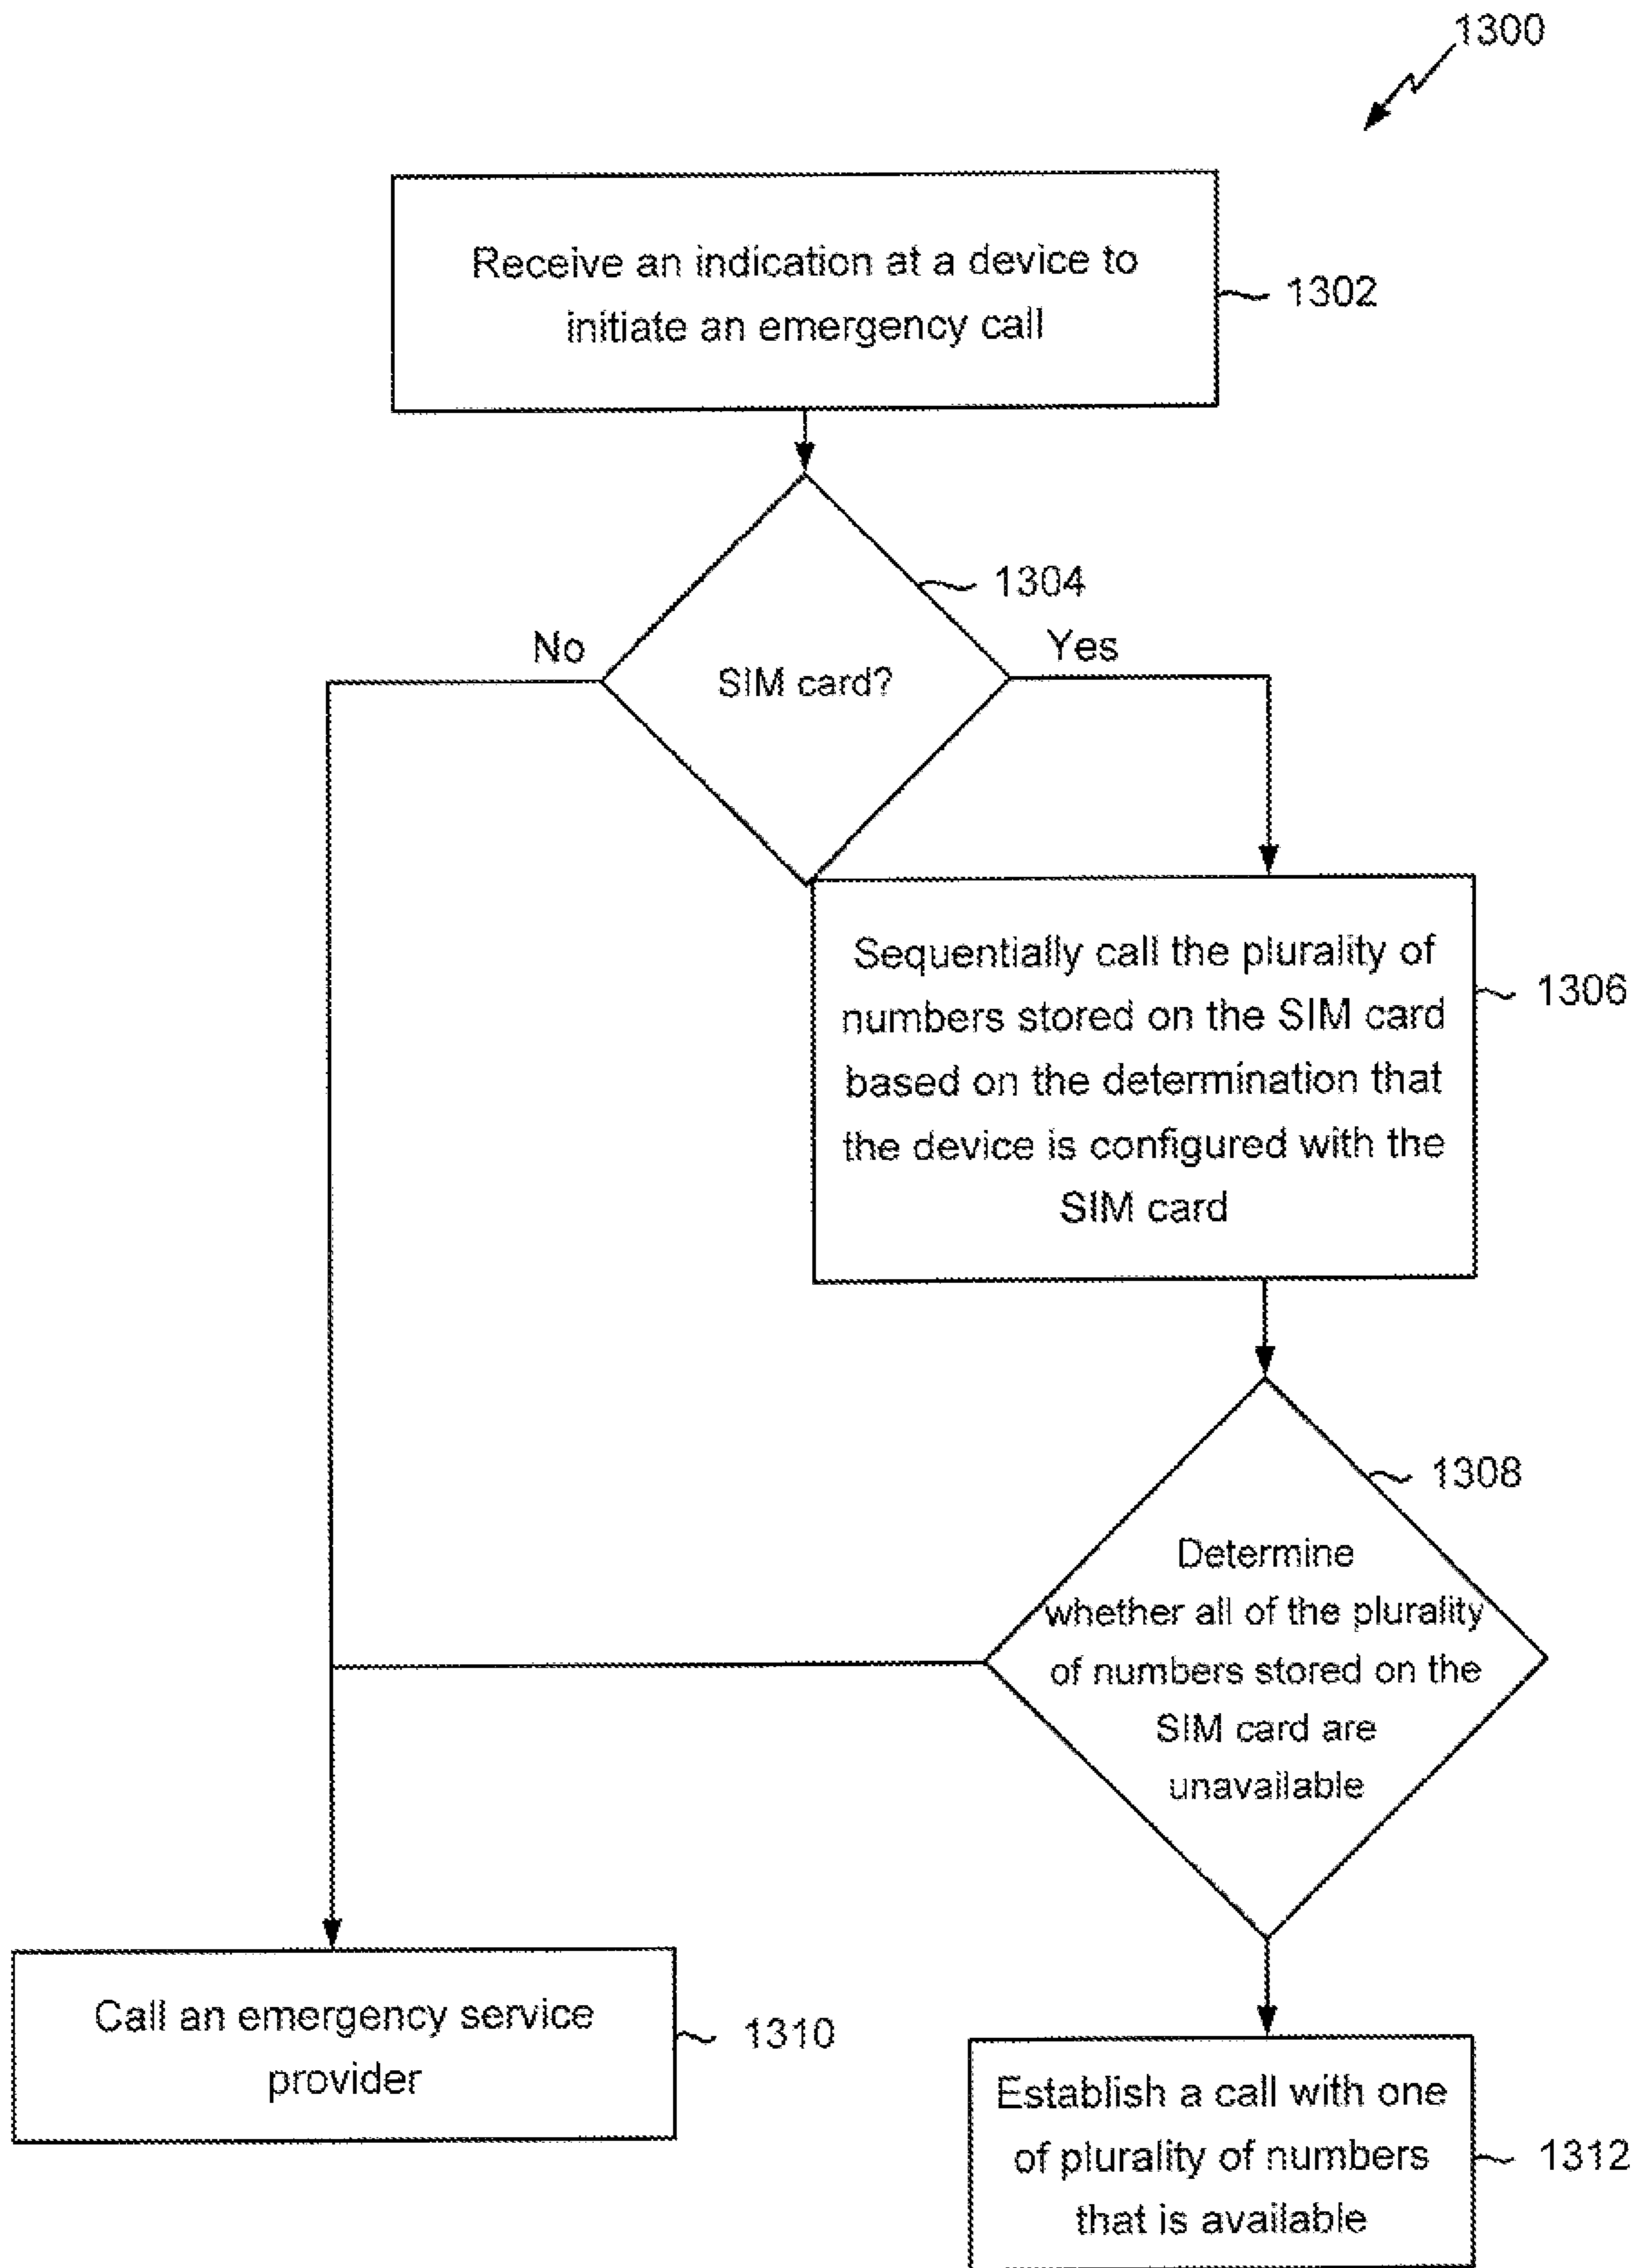 1300
Receive an indication at a device to
initiate an emergency call
1302
1304
No
Yes
SIM card?
Sequentially call the plurality of
numbers stored on the SIM card
based on the determination that
the device is configured with the
SIM card
1306
1308
Determine
whether all of the plurality
of numbers stored on the
SIM card are
unavailable
Call an emergency service
provider
1310
Establish a call with one
of plurality of numbers
that is available
1312